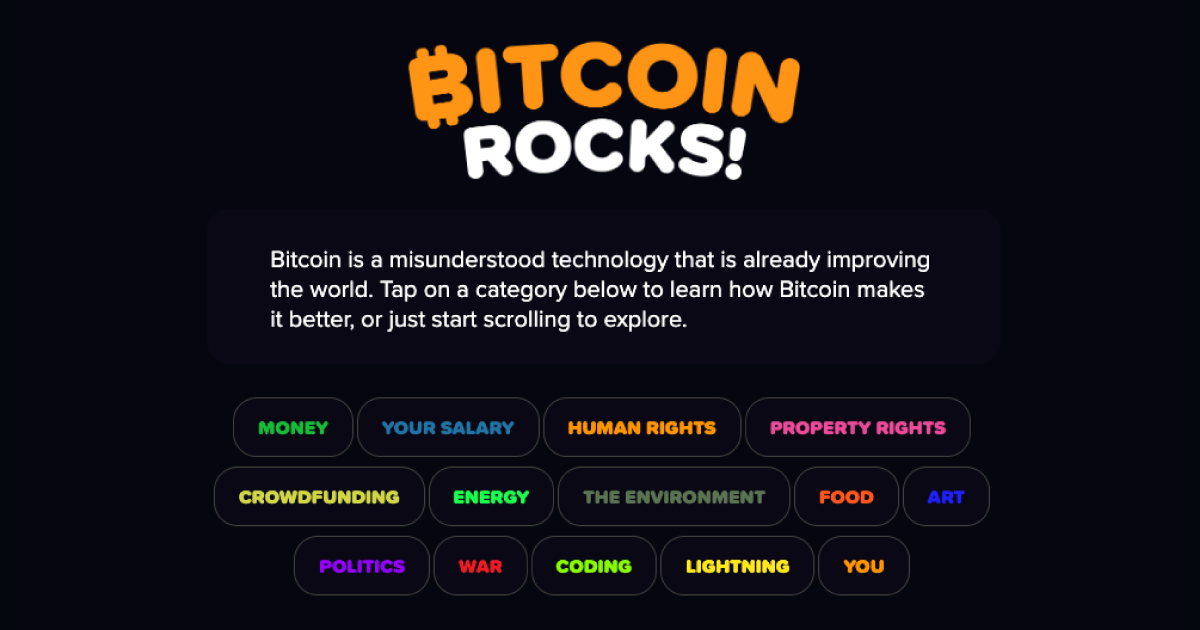 BITCOIN
ROCKS!
Bitcoin is a misunderstood technology that is already improving
the world. Tap on a category below to learn how Bitcoin makes
it better, or just start scrolling to explore.
MONEY YOUR SALARY HUMAN RIGHTS PROPERTY RIGHTS
CROWDFUNDING ENERGY THE ENVIRONMENT FOOD ART
POLITICS WAR CODING LIGHTNING YOU